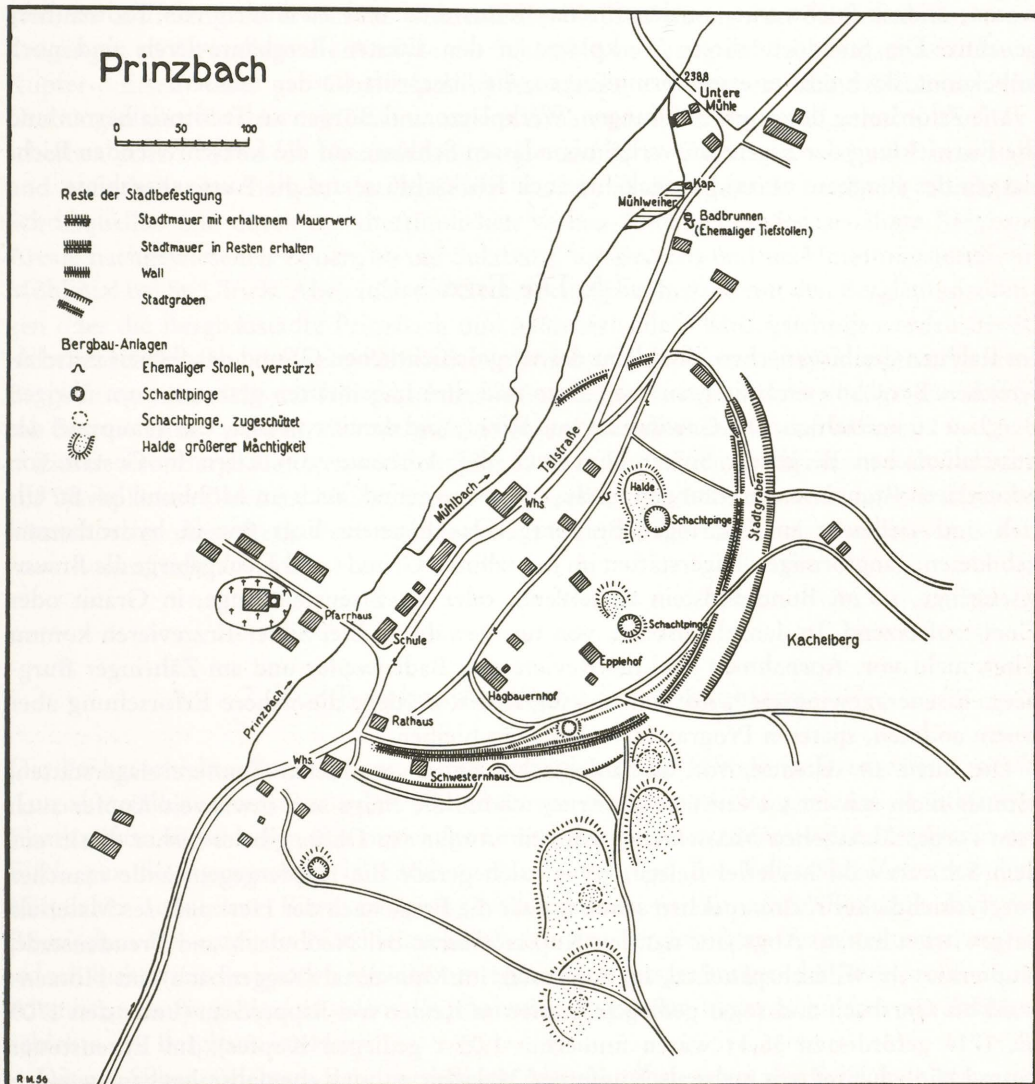 Prinzbach
0 50 100
Reste der Stadtbefestigung
Stadtmauer mit erhaltenem Mauerwerk
Stadtmauer in Resten erhalten
Wall
Stadtgraben
Bergbau-Anlagen
Ehemaliger Stollen, verstürzt
Schachtpinge
Schachtpinge, zugeschüttet
Halde größerer Mächtigkeit
238,8
Untere
Mühle
Kap.
Mühlweiher
Badbrunnen
(Ehemaliger Tiefstollen)
Talstraße
Mühlbach
Whs.
Halde
Schachtpinge
Stadtgraben
Pfarrhaus
Schule
Schachtpinge
Epplehof
Kachelberg
Hagbauernhof
Prinzbach
Rathaus
Whs.
Schwesternhaus
R M. 56